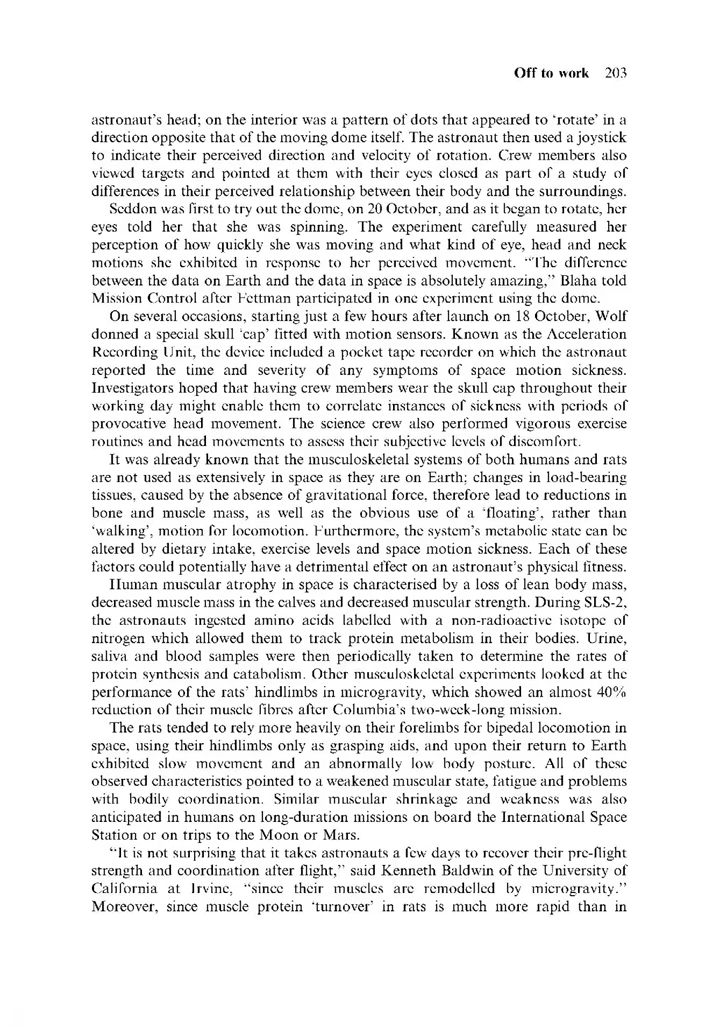 Off to work 203
astronaut's head; on the interior was a pattern of dots that appeared to 'rotate' in a
direction opposite that of the moving dome itself. The astronaut then used a joystick
to indicate their perceived direction and velocity of rotation. Crew members also
viewed targets and pointed at them with their eyes closed as part of a study of
differences in their perceived relationship between their body and the surroundings.
Seddon was first to try out the dome, on 20 October, and as it began to rotate, her
eyes told her that she was spinning. The experiment carefully measured her
perception of how quickly she was moving and what kind of eye, head and neck
motions she exhibited in response to her perceived movement. "The difference
between the data on Earth and the data in space is absolutely amazing," Blaha told
Mission Control after Fettman participated in one experiment using the dome.
On several occasions, starting just a few hours after launch on 18 October, Wolf
donned a special skull 'cap' fitted with motion sensors. Known as the Acceleration
Recording Unit, the device included a pocket tape recorder on which the astronaut
reported the time and severity of any symptoms of space motion sickness.
Investigators hoped that having crew members wear the skull cap throughout their
working day might enable them to correlate instances of sickness with periods of
provocative head movement. The science crew also performed vigorous exercise
routines and head movements to assess their subjective levels of discomfort.
It was already known that the musculoskeletal systems of both humans and rats
are not used as extensively in space as they are on Earth; changes in load-bearing
tissues, caused by the absence of gravitational force, therefore lead to reductions in
bone and muscle mass, as well as the obvious use of a 'floating', rather than
'walking', motion for locomotion. Furthermore, the system's metabolic state can be
altered by dietary intake, exercise levels and space motion sickness. Each of these
factors could potentially have a detrimental effect on an astronaut's physical fitness.
Human muscular atrophy in space is characterised by a loss of lean body mass,
decreased muscle mass in the calves and decreased muscular strength. During SLS-2,
the astronauts ingested amino acids labelled with a non-radioactive isotope of
nitrogen which allowed them to track protein metabolism in their bodies. Urine,
saliva and blood samples were then periodically taken to determine the rates of
protein synthesis and catabolism. Other musculoskeletal experiments looked at the
performance of the rats' hindlimbs in microgravity, which showed an almost 40%
reduction of their muscle fibres after Columbia's two-week-long mission.
The rats tended to rely more heavily on their forelimbs for bipedal locomotion in
space, using their hindlimbs only as grasping aids, and upon their return to Earth
exhibited slow movement and an abnormally low body posture. All of these
observed characteristics pointed to a weakened muscular state, fatigue and problems
with bodily coordination. Similar muscular shrinkage and weakness was also
anticipated in humans on long-duration missions on board the International Space
Station or on trips to the Moon or Mars.
"It is not surprising that it takes astronauts a few days to recover their pre-flight
strength and coordination after flight," said Kenneth Baldwin of the University of
California at Irvine, "since their muscles are remodelled by microgravity."
Moreover, since muscle protein 'turnover' in rats is much more rapid than in